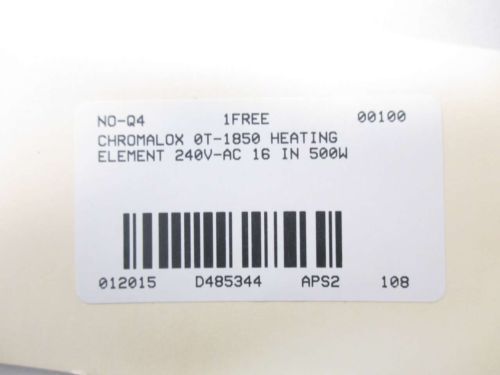 NO-Q4 1FREE 00100
CHROMALOX 0T-1850 HEATING
ELEMENT 240V-AC 16 IN 500W
012015 D485344 APS2 108